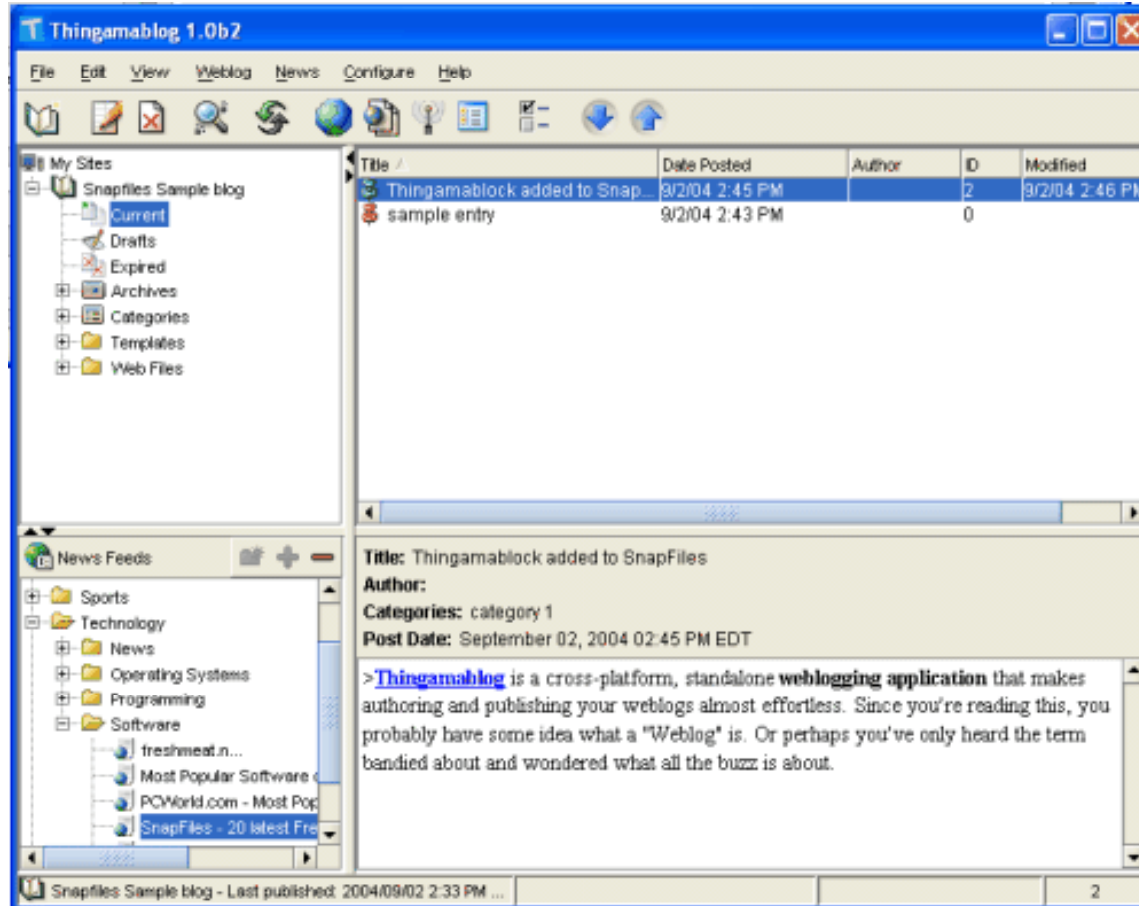 Thingamablog 1.0b2
File Edit View Weblog News Configure Help
My Sites
Snapfiles Sample blog
Current
Drafts
Expired
Archives
Categories
Templates
Web Files
Title Date Posted Author ID Modified
Thingamablock added to Snap... 9/2/04 2:45 PM 2 9/2/04 2:46 PM
sample entry 9/2/04 2:43 PM 0
News Feeds
Sports
Technology
News
Operating Systems
Programming
Software
freshmeat.n...
Most Popular Software
PCWorld.com - Most Pop
SnapFiles - 20 latest Fre
Title: Thingamablock added to SnapFiles
Author:
Categories: category 1
Post Date: September 02, 2004 02:45 PM EDT
>Thingamablog is a cross-platform, standalone weblogging application that makes
authoring and publishing your weblogs almost effortless. Since you're reading this, you
probably have some idea what a "Weblog" is. Or perhaps you've only heard the term
bandied about and wondered what all the buzz is about.
Snapfiles Sample blog - Last published: 2004/09/02 2:33 PM ...
2